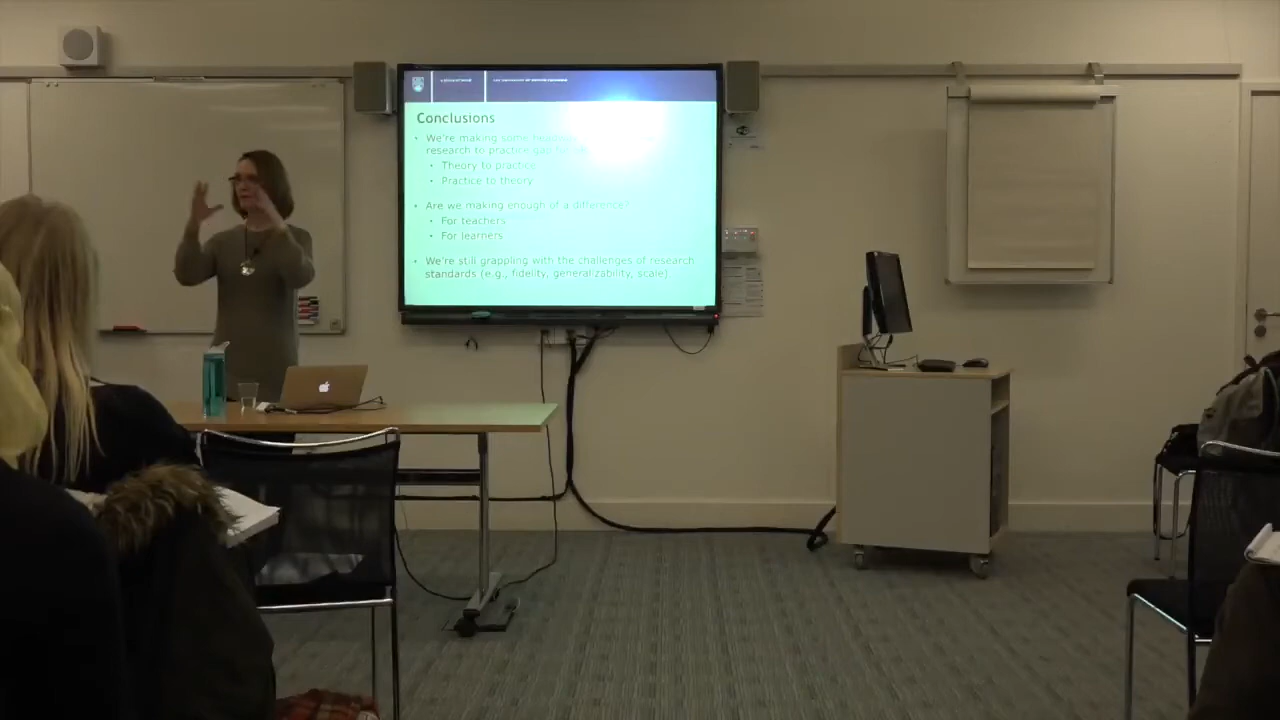 Conclusions
We're making some
research to practice gap
Theory to practice
Practice to theory
Are we making enough of a difference?
For teachers
For learners
We're still grappling with the challenges of research
standards (e.g., fidelity, generalizability, scale)